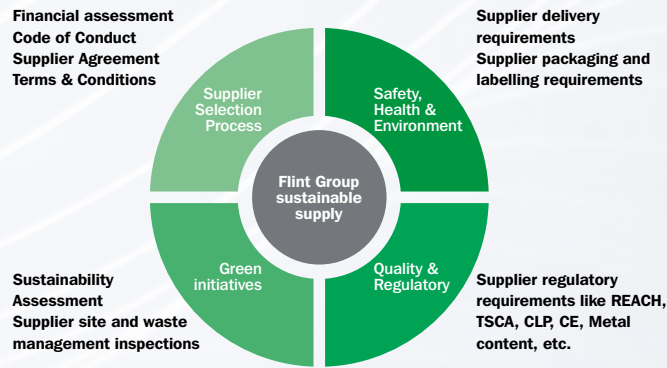 Financial assessment
Code of Conduct
Supplier Agreement
Terms & Conditions
Supplier delivery
requirements
Supplier packaging and
labelling requirements
Supplier
Selection
Process
Safety,
Health &
Environment
Flint Group
sustainable
supply
Green
initiatives
Quality &
Regulatory
Sustainability
Assessment
Supplier site and waste
management inspections
Supplier regulatory
requirements like REACH,
TSCA, CLP, CE, Metal
content, etc.